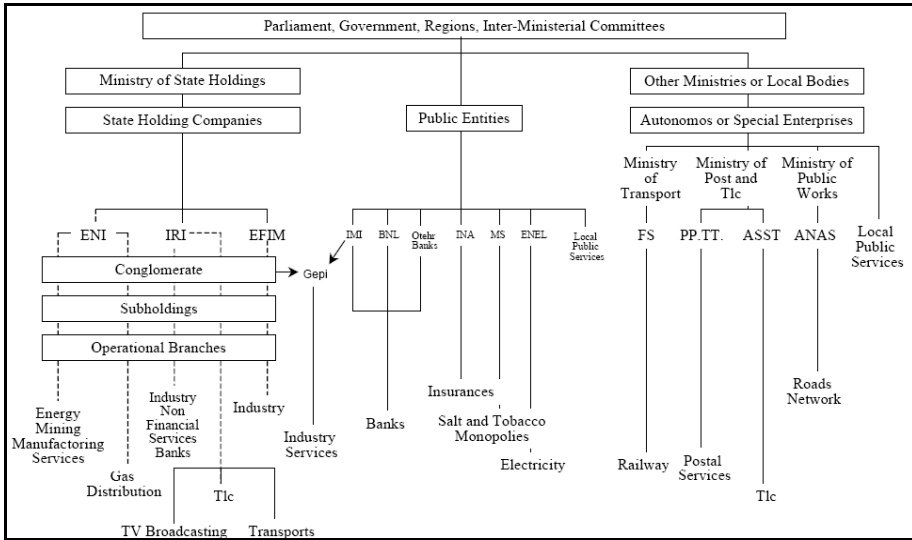 Parliament, Government, Regions, Inter-Ministerial Committees
Ministry of State Holdings
Other Ministries or Local Bodies
State Holding Companies
Public Entities
Autonomos or Special Enterprises
Ministry
of
Transport
Ministry of
Post and
Tlc
Ministry of
Public
Works
ENI
IRI
EFIM
IMI
BNL
Otehr
Banks
INA
MS
ENEL
Local
Public
Services
FS
PP.TT.
ASST
ANAS
Local
Public
Services
Conglomerate
Gepi
Subholdings
Operational Branches
Energy
Mining
Manufactoring
Services
Gas
Distribution
Industry
Non
Financial
Services
Banks
Industry
Tlc
TV Broadcasting
Transports
Industry
Services
Banks
Insurances
Salt and Tobacco
Monopolies
Electricity
Railway
Postal
Services
Tlc
Roads
Network